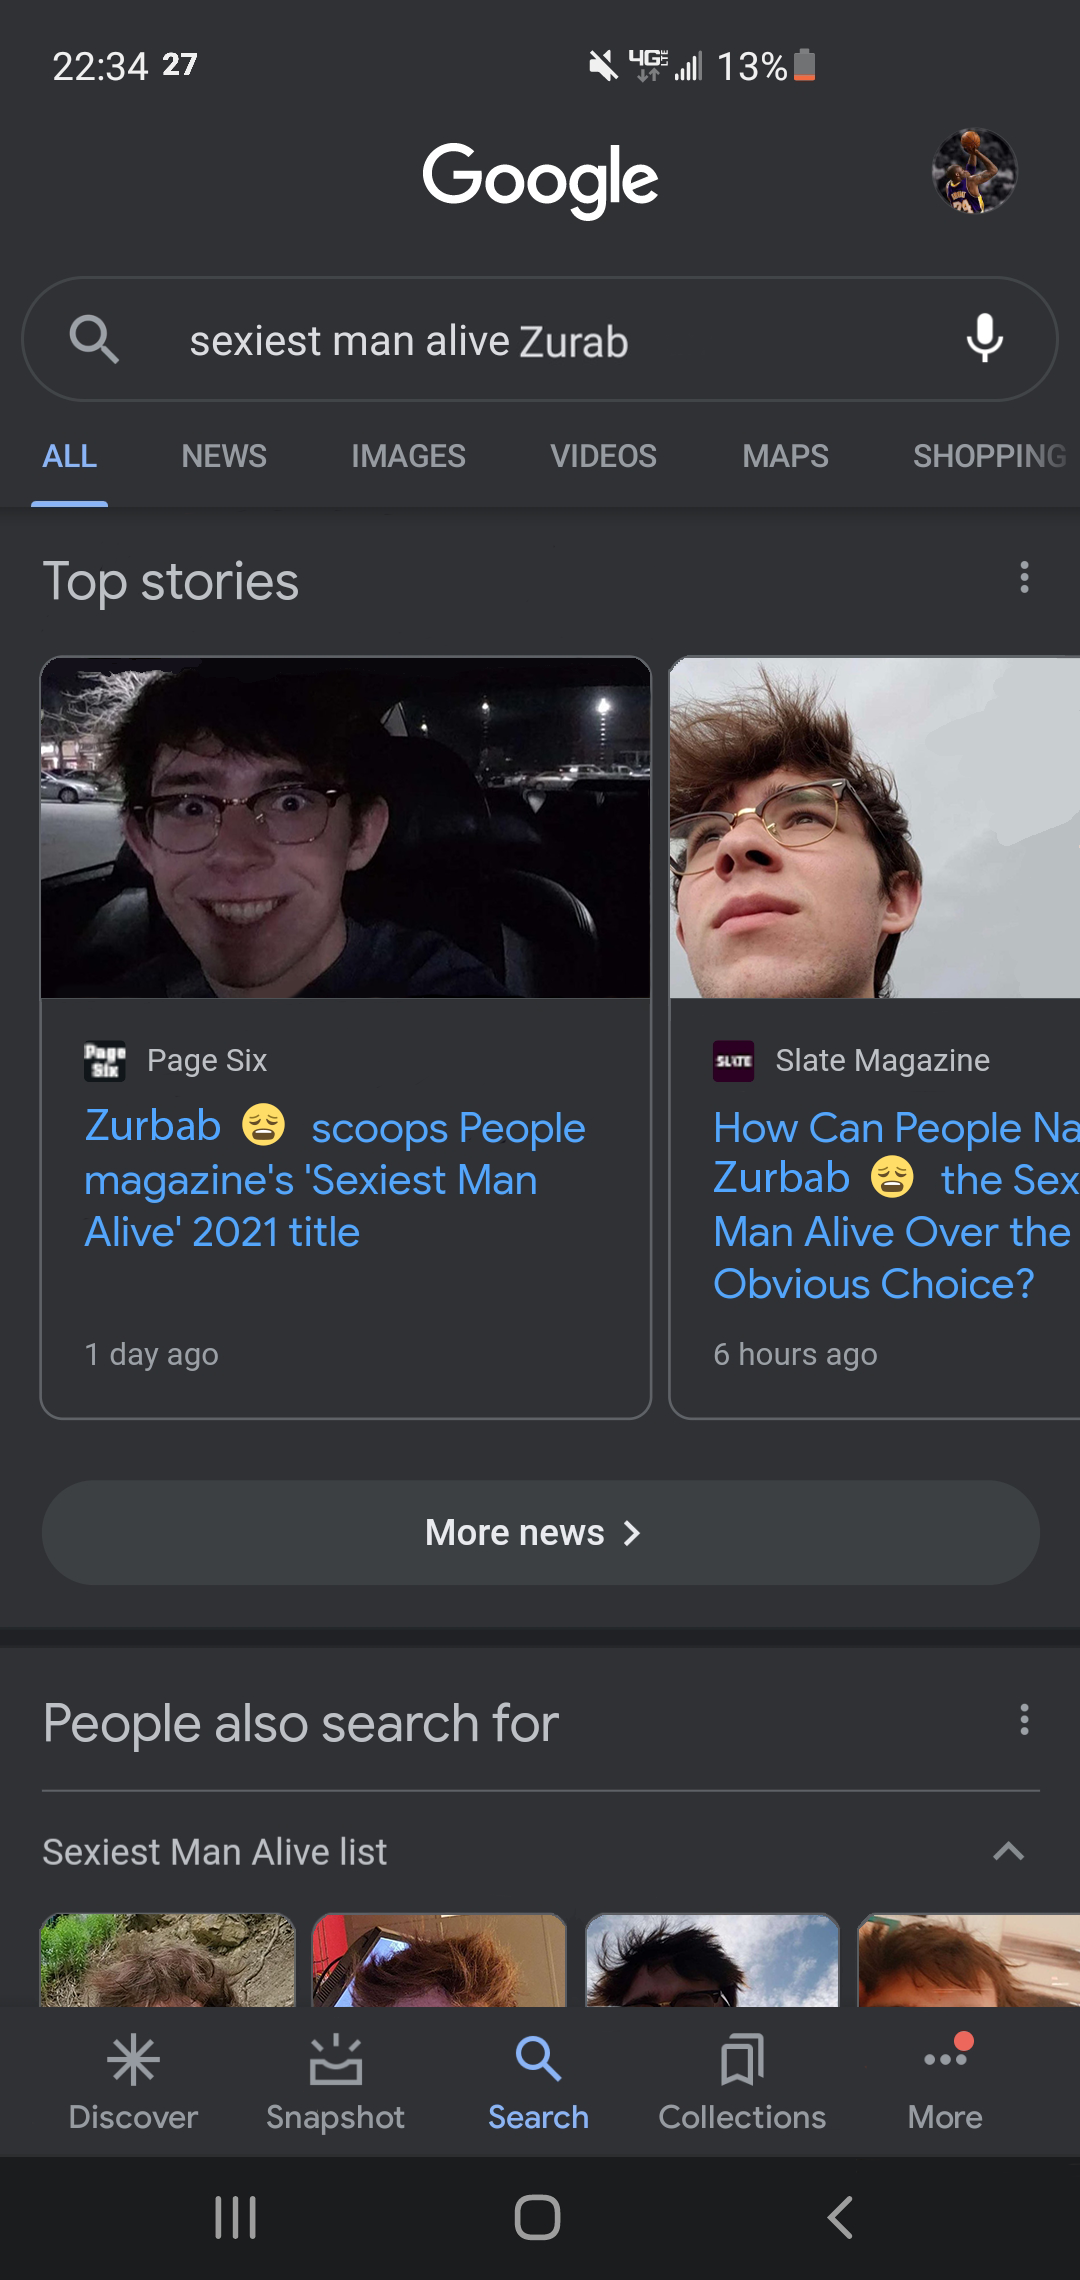 22:34 27 4G LTE 13%
Google
sexiest man alive Zurab
ALL NEWS IMAGES VIDEOS MAPS SHOPPING
Top stories
Page Six
Page Six
Zurbab 😩 scoops People
magazine's 'Sexiest Man
Alive' 2021 title
1 day ago
SLATE
Slate Magazine
How Can People Na
Zurbab 😩 the Sex
Man Alive Over the
Obvious Choice?
6 hours ago
More news
People also search for
Sexiest Man Alive list
Discover Snapshot Search Collections More